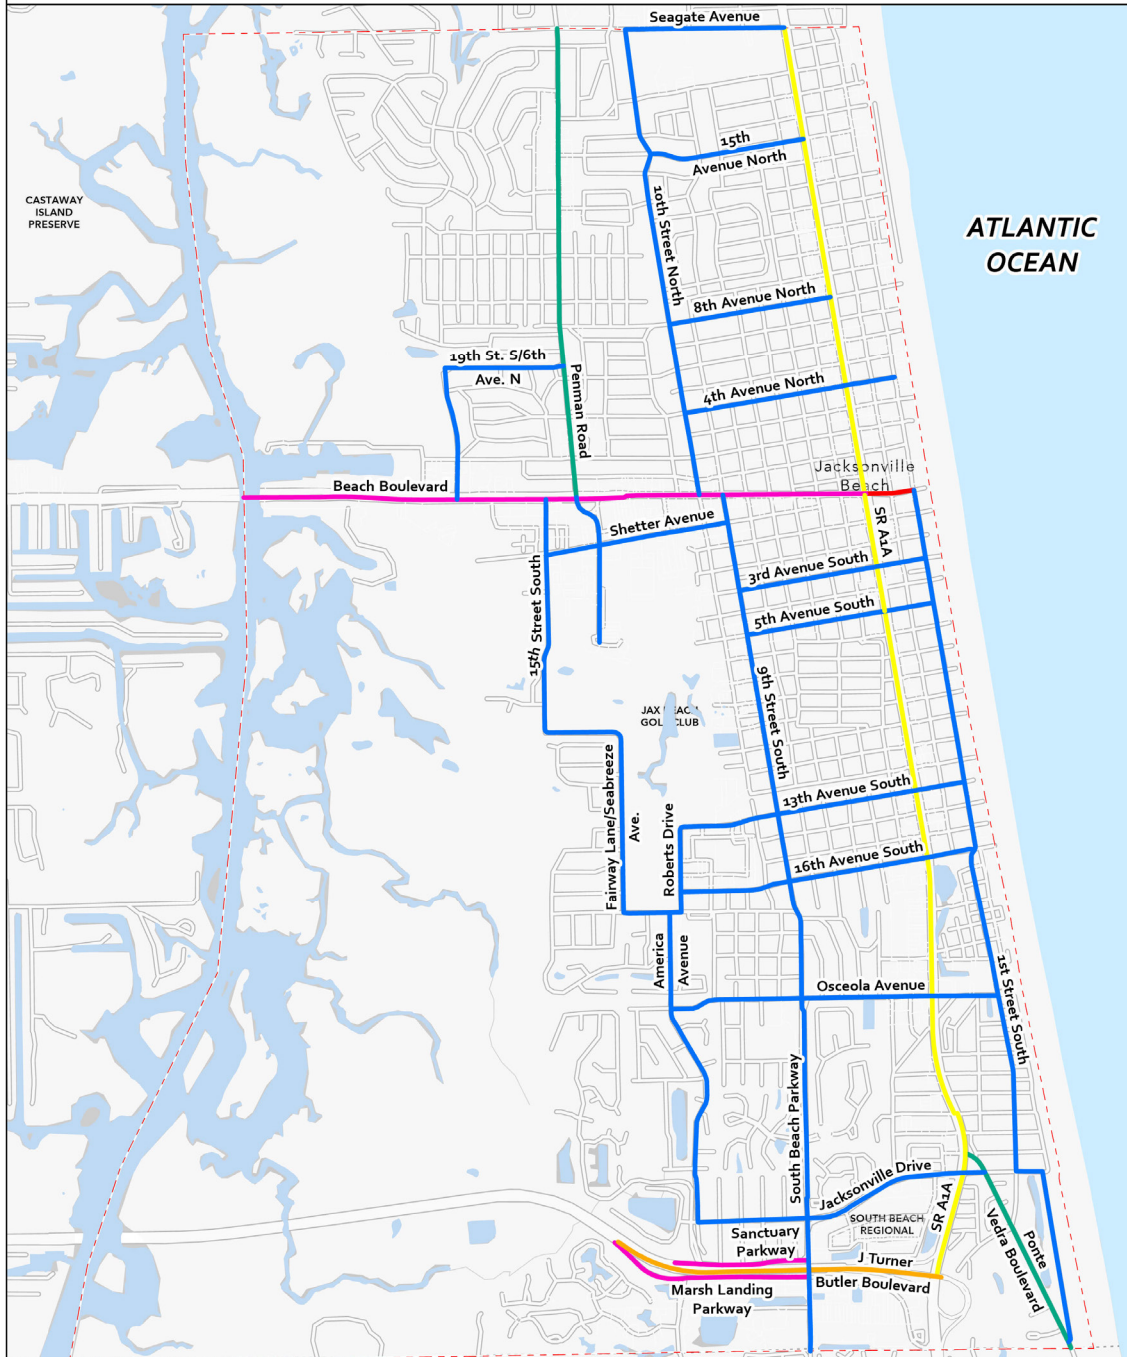 Seagate Avenue
15th
Avenue North
CASTAWAY
ISLAND
PRESERVE
10th Street North
ATLANTIC
OCEAN
8th Avenue North
19th St. S/6th
Ave. N
Penman Road
4th Avenue North
Jacksonville
Beach
Beach Boulevard
Shetter Avenue
SR A1A
3rd Avenue South
5th Avenue South
15th Street South
9th Street South
JAX BEACH
GOLF CLUB
Fairway Lane/Seabreeze
Ave.
Roberts Drive
13th Avenue South
16th Avenue South
America
Avenue
Osceola Avenue
1st Street South
South Beach Parkway
Jacksonville Drive
SOUTH BEACH
REGIONAL
SR A1A
Sanctuary
Parkway
Ponte
Vedra Boulevard
J Turner
Butler Boulevard
Marsh Landing
Parkway